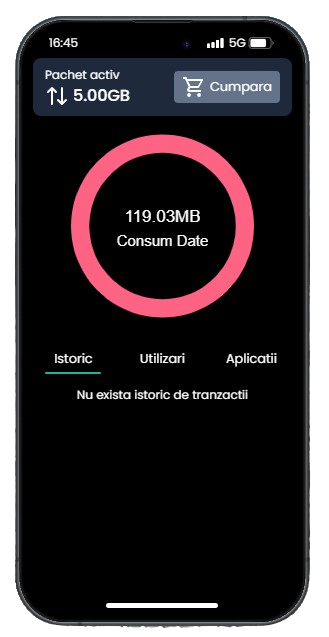 16:45 5G
Pachet activ
5.00GB
Cumpara
119.03MB
Consum Date
Istoric Utilizari Aplicatii
Nu exista istoric de tranzactii